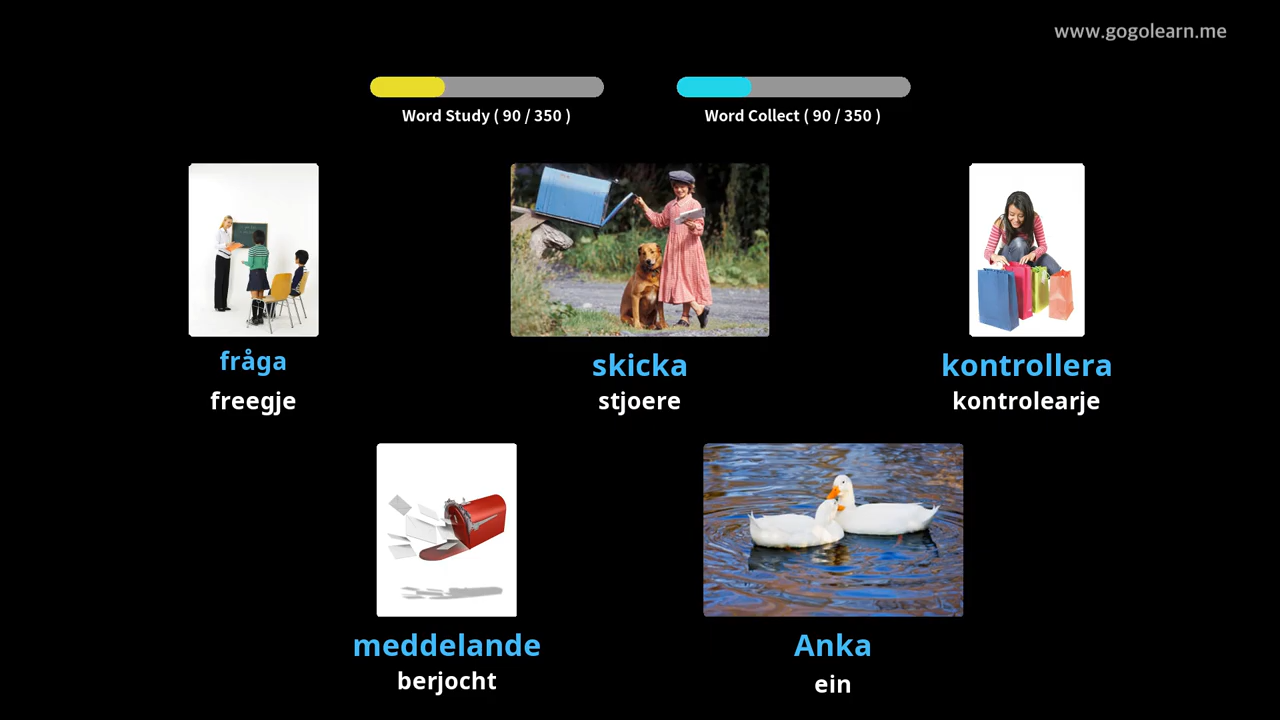 www.gogolearn.me
Word Study ( 90 / 350 )
Word Collect ( 90 / 350 )
fråga
freegje
skicka
stjoere
kontrollera
kontrolearje
meddelande
berjocht
Anka
ein